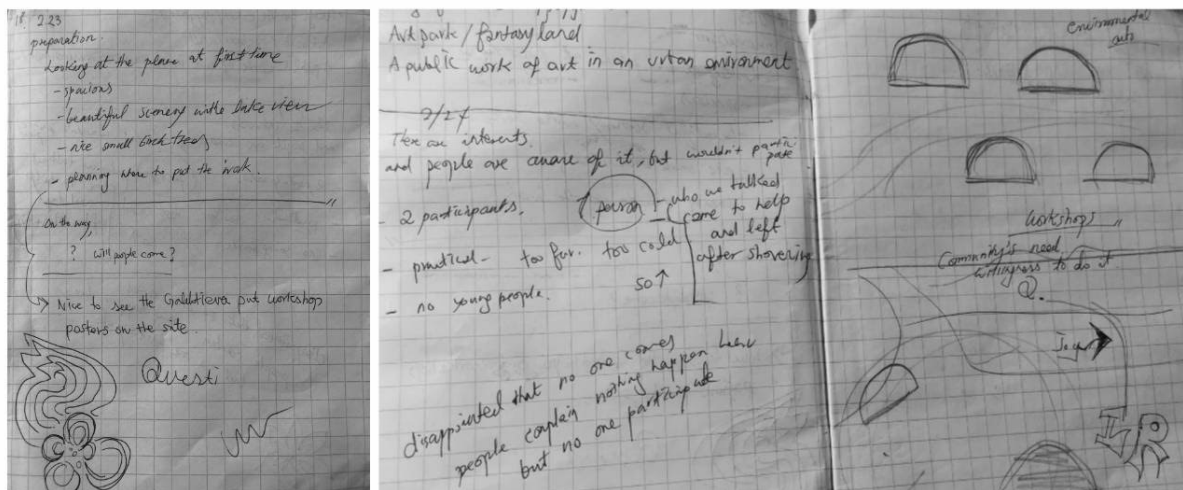 18. 2.23
preparation.
Looking at the place at first time
- spacious
- beautiful scenery with lake view
- nice small trees
- planning where to put the work.
On the way,
? will people come?
Nice to see the put workshop
posters on the site.
Questi
Art park / fantasy land
A public work of art in an urban environment
2/24
There are interests.
and people are aware of it, but wouldn't participate
- 2 participants.
person - who we talked
came to help
and left
after shovering
- practical - too far. too cold
so ↑
- no young people.
disappointed that no one comes
people complain nothing happen here
but no one participate
Environmental
art
workshops
Community's need
willingness to do it.
Q.
R